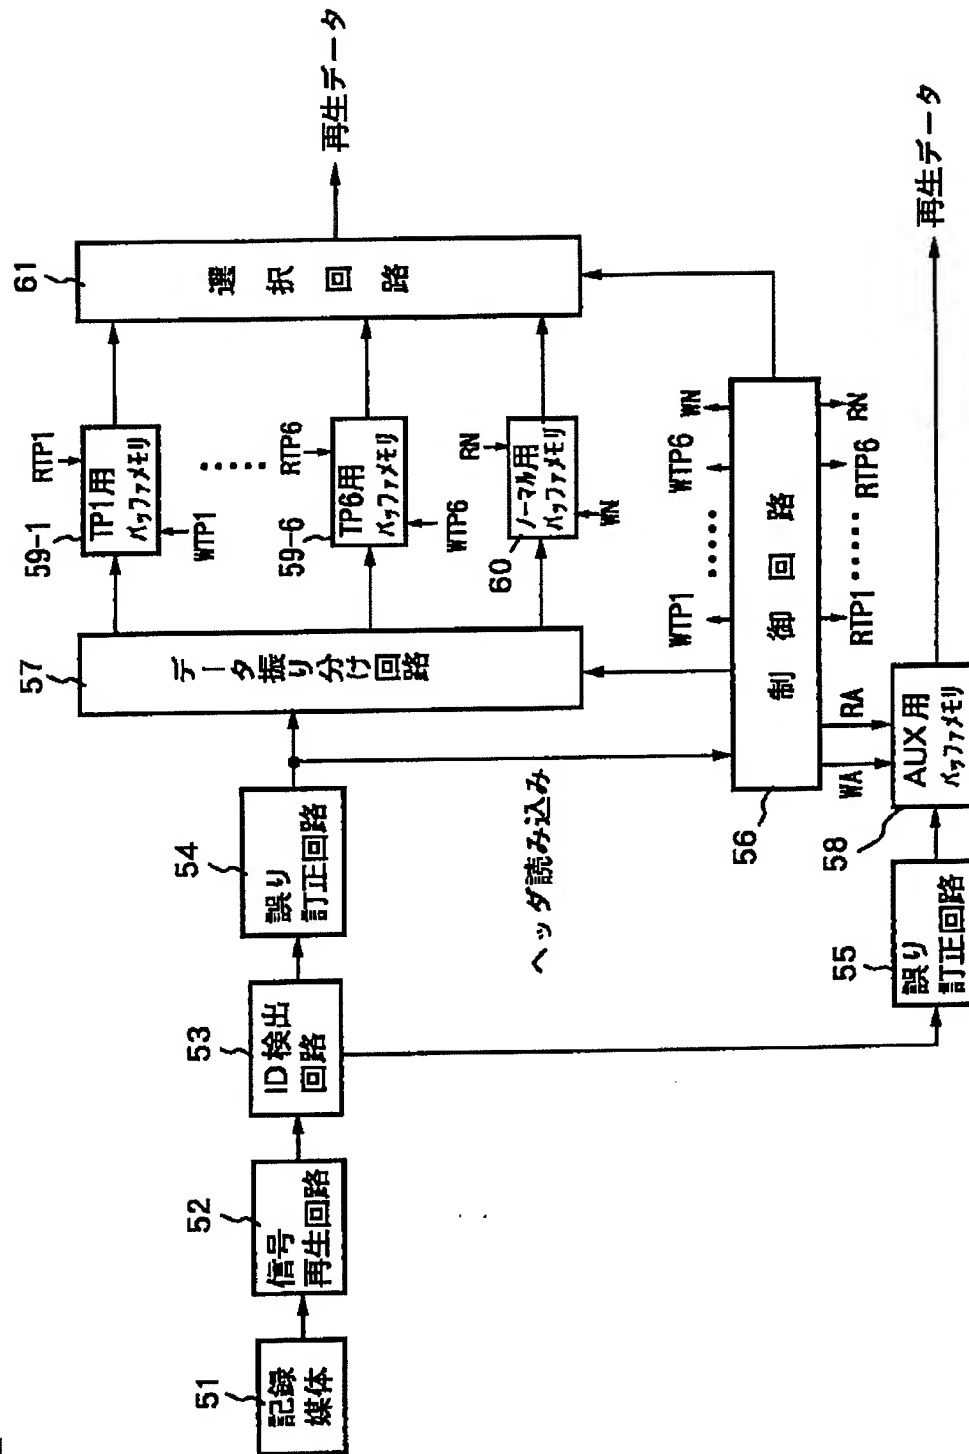 51
記録
媒体
52
信号
再生回路
53
ID検出
回路
54
誤り
訂正回路
57
データ振り分け回路
59-1
TP1用
バッファメモリ
RTP1
WTP1
.....
59-6
TP6用
バッファメモリ
RTP6
WTP6
60
ノーマル用
バッファメモリ
RN
WN
61
選択回路
再生データ
ヘッダ読み込み
56
制御回路
WTP1
.....
WTP6
WN
RTP1
.....
RTP6
RN
WA
RA
55
誤り
訂正回路
58
AUX用
バッファメモリ
再生データ